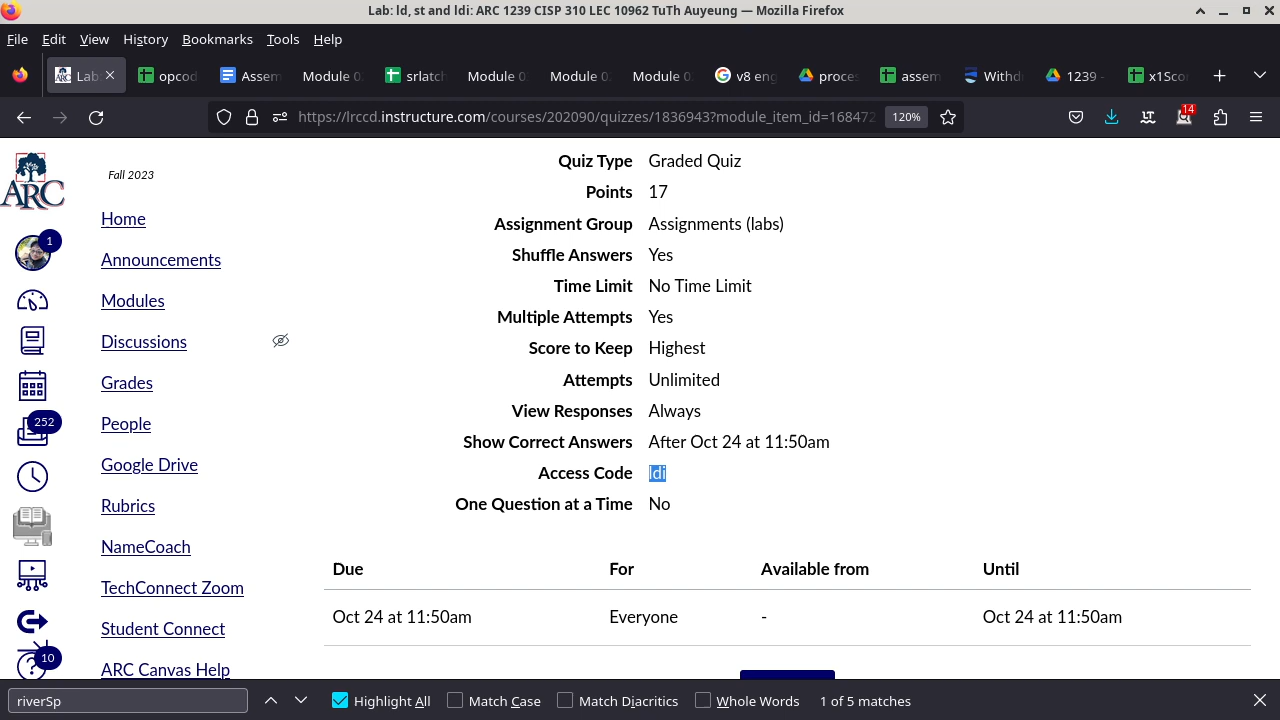 Lab: ld, st and ldi: ARC 1239 CISP 310 LEC 10962 TuTh Auyeung — Mozilla Firefox
File Edit View History Bookmarks Tools Help
Lab: opcod Assem Module 0 srlatch Module 0 Module 0 Module 0 v8 eng proce assem Withd 1239 - x1Sco
https://lrccd.instructure.com/courses/202090/quizzes/1836943?module_item_id=168472 120% 14
Fall 2023
ARC
1
252
10
Home
Announcements
Modules
Discussions
Grades
People
Google Drive
Rubrics
NameCoach
TechConnect Zoom
Student Connect
ARC Canvas Help
Quiz Type Graded Quiz
Points 17
Assignment Group Assignments (labs)
Shuffle Answers Yes
Time Limit No Time Limit
Multiple Attempts Yes
Score to Keep Highest
Attempts Unlimited
View Responses Always
Show Correct Answers After Oct 24 at 11:50am
Access Code ldi
One Question at a Time No
Due For Available from Until
Oct 24 at 11:50am Everyone - Oct 24 at 11:50am
riverSp Highlight All Match Case Match Diacritics Whole Words 1 of 5 matches